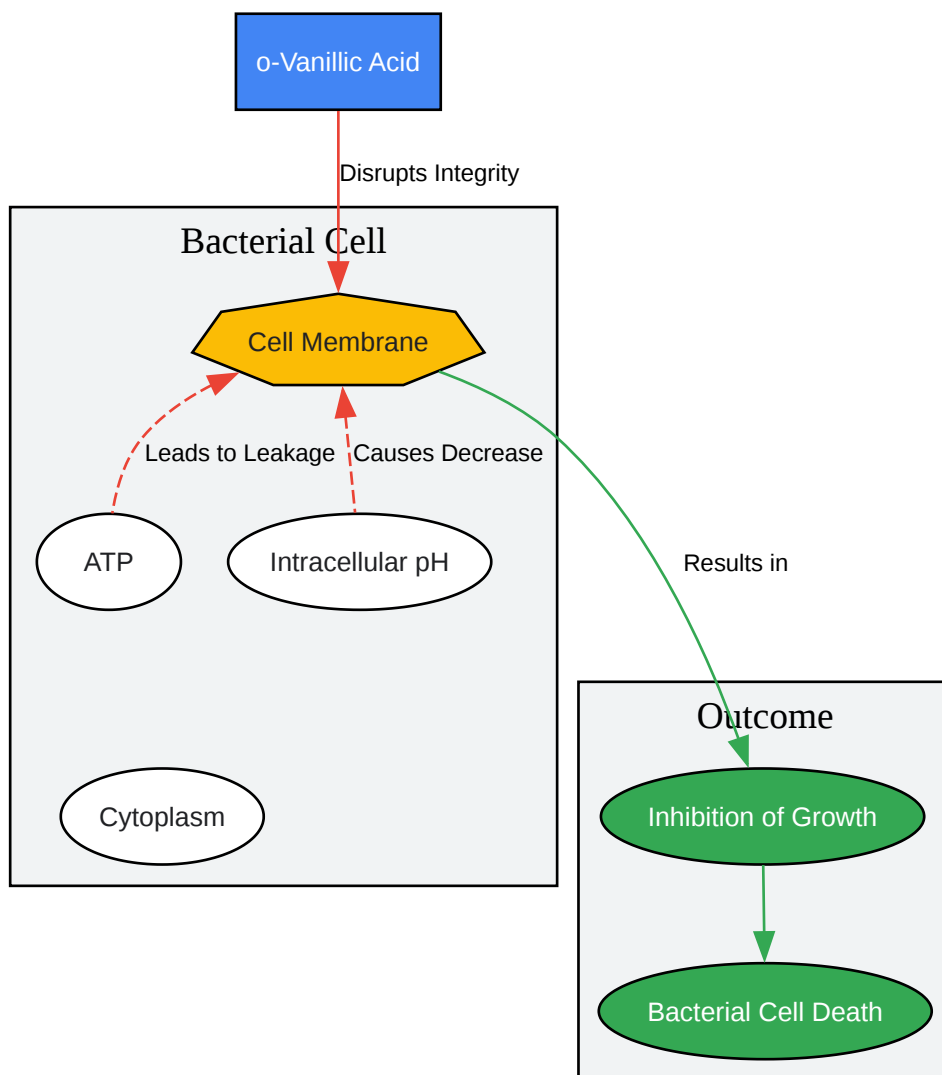 o-Vanillic Acid
Disrupts Integrity
Bacterial Cell
Cell Membrane
Leads to Leakage
Causes Decrease
ATP
Intracellular pH
Results in
Outcome
Cytoplasm
Inhibition of Growth
Bacterial Cell Death